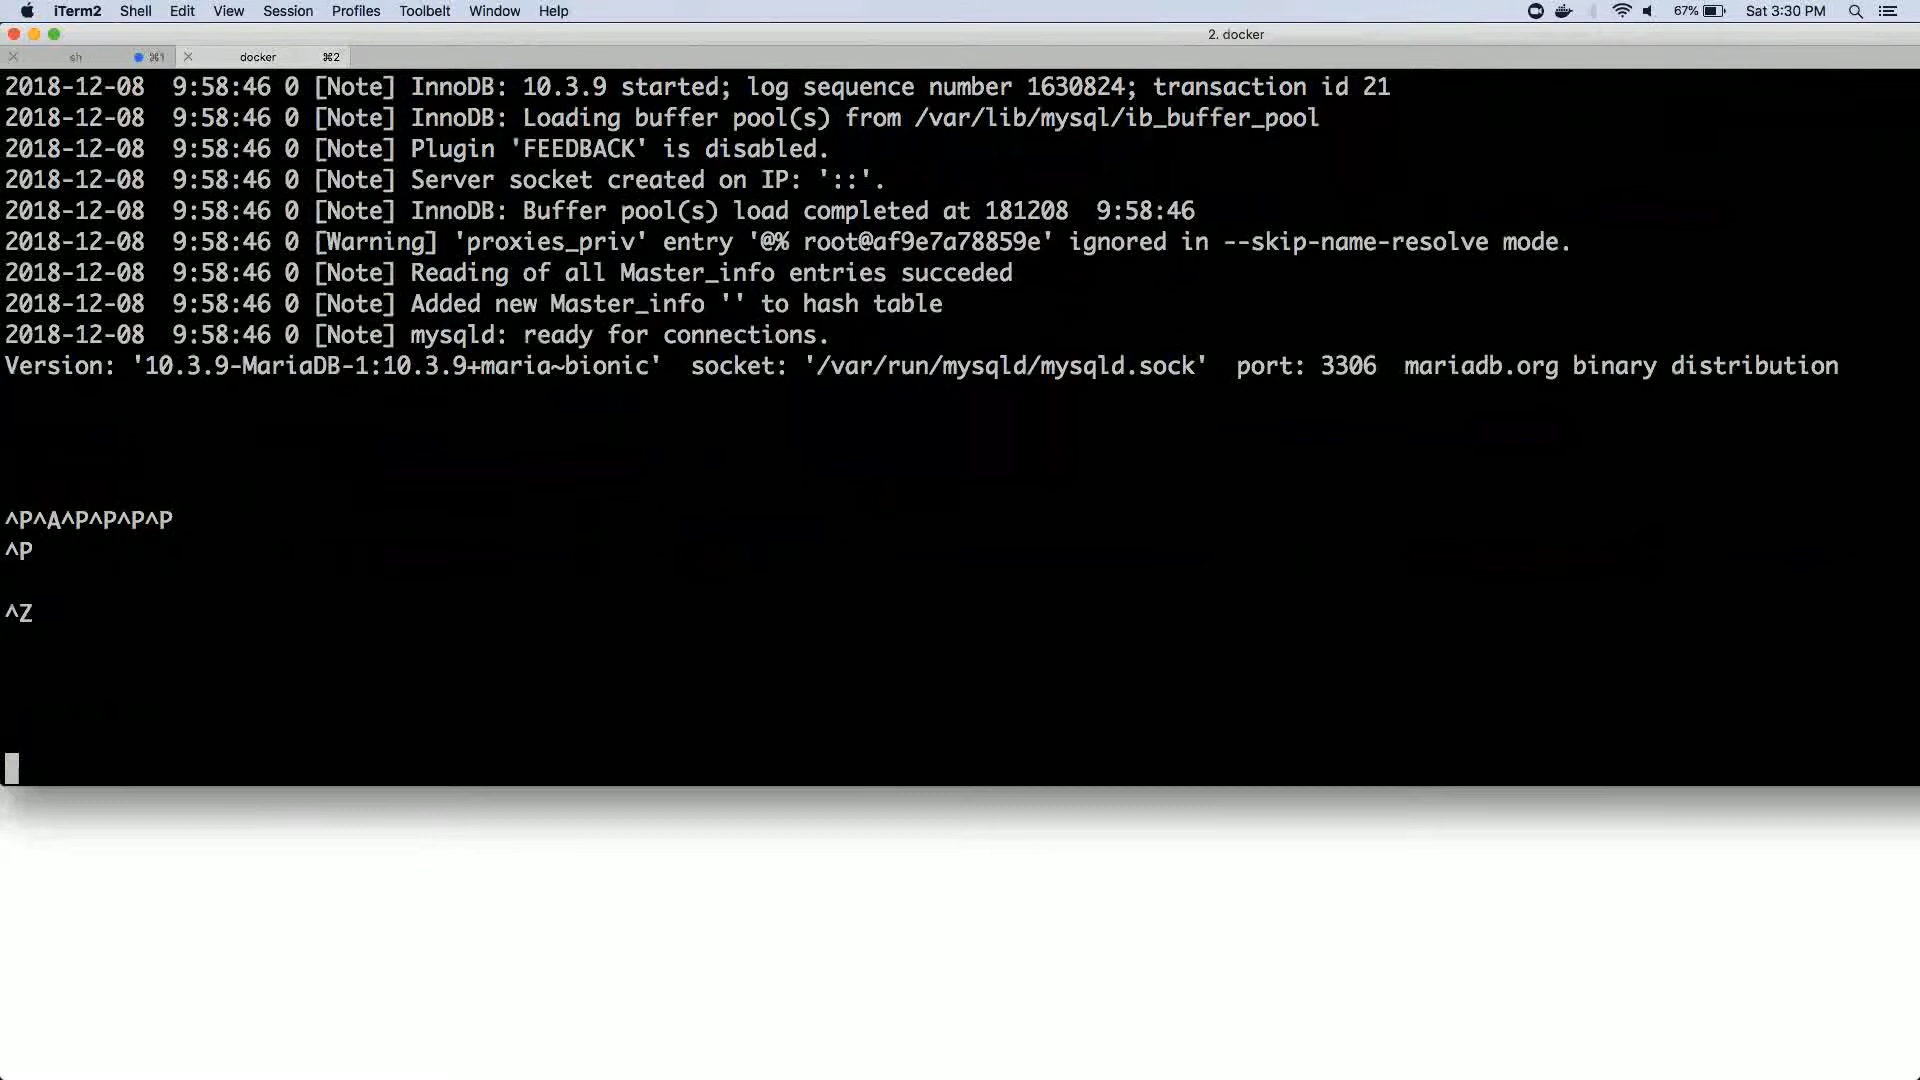 iTerm2 Shell Edit View Session Profiles Toolbelt Window Help 67% Sat 3:30 PM
2. docker
sh ⌘1 docker ⌘2
2018-12-08  9:58:46 0 [Note] InnoDB: 10.3.9 started; log sequence number 1630824; transaction id 21
2018-12-08  9:58:46 0 [Note] InnoDB: Loading buffer pool(s) from /var/lib/mysql/ib_buffer_pool
2018-12-08  9:58:46 0 [Note] Plugin 'FEEDBACK' is disabled.
2018-12-08  9:58:46 0 [Note] Server socket created on IP: '::'.
2018-12-08  9:58:46 0 [Note] InnoDB: Buffer pool(s) load completed at 181208  9:58:46
2018-12-08  9:58:46 0 [Warning] 'proxies_priv' entry '@% root@af9e7a78859e' ignored in --skip-name-resolve mode.
2018-12-08  9:58:46 0 [Note] Reading of all Master_info entries succeded
2018-12-08  9:58:46 0 [Note] Added new Master_info '' to hash table
2018-12-08  9:58:46 0 [Note] mysqld: ready for connections.
Version: '10.3.9-MariaDB-1:10.3.9+maria~bionic'  socket: '/var/run/mysqld/mysqld.sock'  port: 3306  mariadb.org binary distribution
^P^A^P^P^P^P
^P
^Z